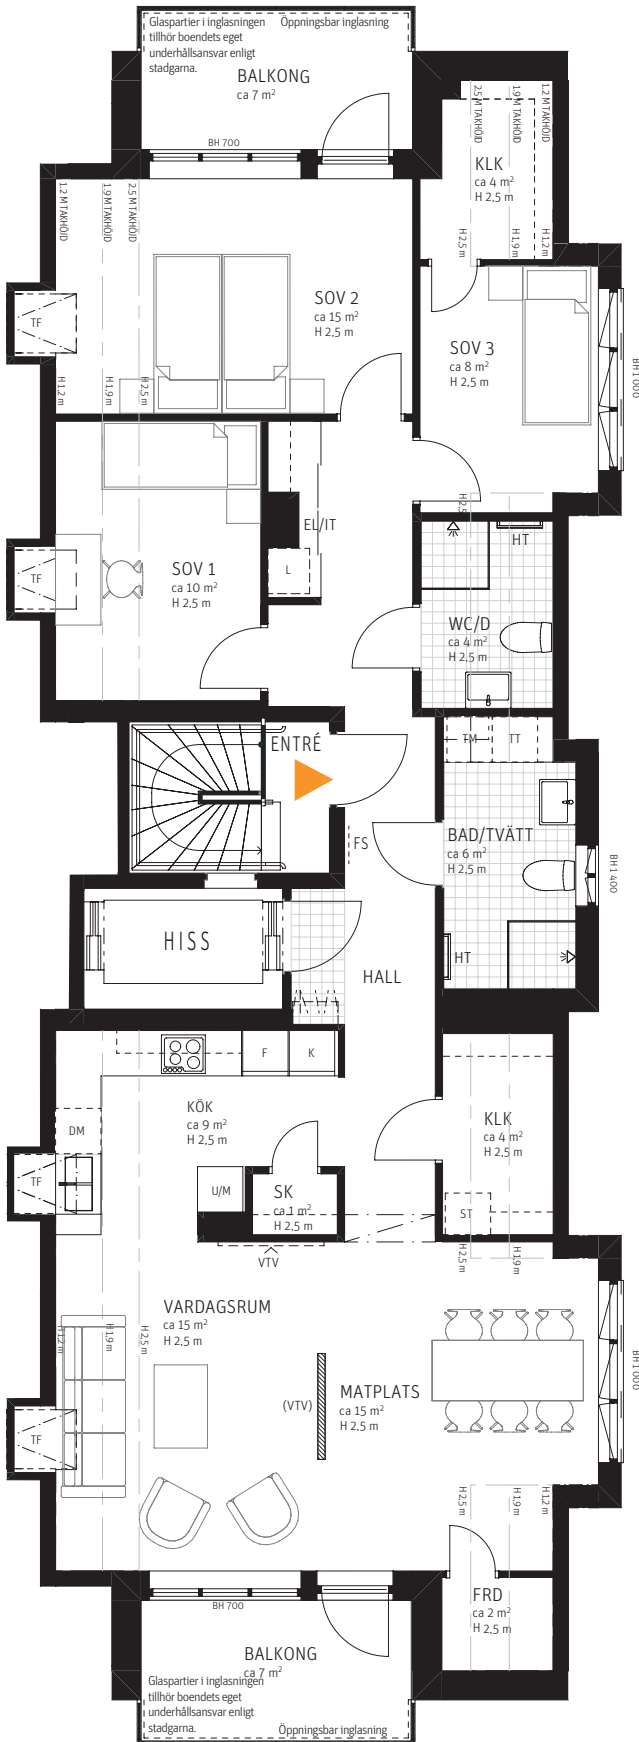 Glaspartier i inglasningen
tillhör boendets eget
underhållsansvar enligt
stadgarna.
Öppningsbar inglasning
BALKONG
ca 7 m²
BH 700
2.5 M TAKHÖJD
1.9 M TAKHÖJD
1.2 M TAKHÖJD
KLK
ca 4 m²
H 2,5 m
H 2,5 m
H 1,9 m
H 1,2 m
1.2 M TAKHÖJD
1.9 M TAKHÖJD
2.5 M TAKHÖJD
TF
SOV 2
ca 15 m²
H 2,5 m
H 1,2 m
H 1,9 m
H 2,5 m
SOV 3
ca 8 m²
H 2,5 m
BH 1 000
H 2,5
EL/IT
L
TF
SOV 1
ca 10 m²
H 2,5 m
HT
WC/D
ca 4 m²
H 2,5 m
ENTRÉ
TM
TT
FS
BAD/TVÄTT
ca 6 m²
H 2,5 m
BH 1 400
HISS
HT
HALL
F
K
KÖK
ca 9 m²
H 2,5 m
DM
TF
U/M
SK
ca 1 m²
H 2,5 m
KLK
ca 4 m²
H 2,5 m
ST
VTV
H 2,5 m
H 1,9 m
VARDAGSRUM
ca 15 m²
H 2,5 m
H 1,2 m
H 1,9 m
H 2,5 m
(VTV)
MATPLATS
ca 15 m²
H 2,5 m
BH 1 000
TF
H 2,5 m
H 1,9 m
H 1,2 m
FRD
ca 2 m²
H 2,5 m
BH 700
BALKONG
ca 7 m²
Glaspartier i inglasningen
tillhör boendets eget
underhållsansvar enligt
stadgarna.
Öppningsbar inglasning